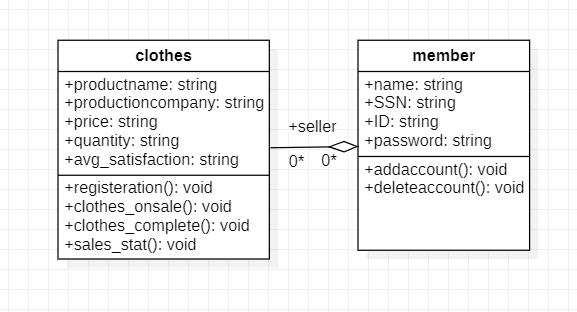 clothes
+productname: string
+productioncompany: string
+price: string
+quantity: string
+avg_satisfaction: string
+registeration(): void
+clothes_onsale(): void
+clothes_complete(): void
+sales_stat(): void
+seller
0* 0*
member
+name: string
+SSN: string
+ID: string
+password: string
+addaccount(): void
+deleteaccount(): void